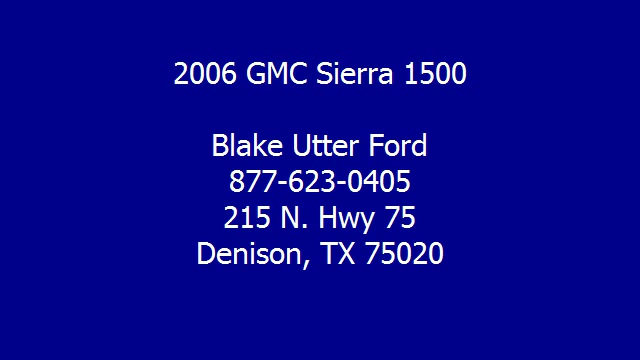 2006 GMC Sierra 1500
Blake Utter Ford
877-623-0405
215 N. Hwy 75
Denison, TX 75020